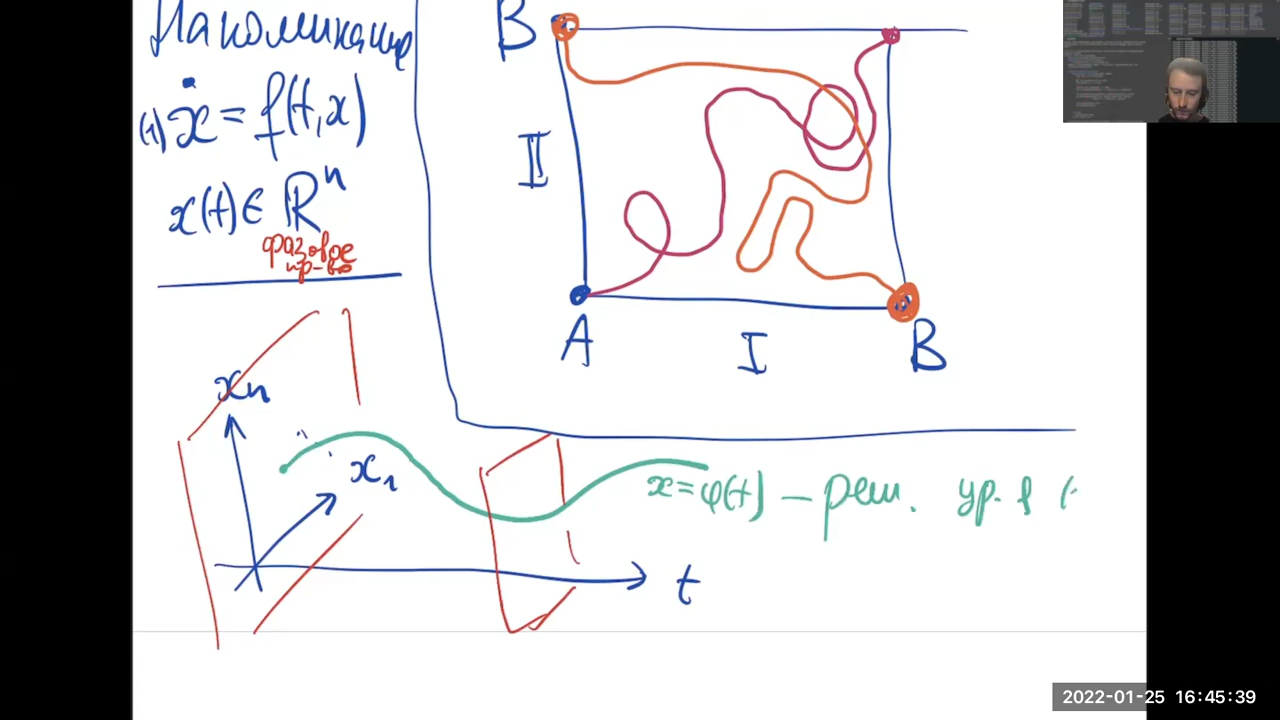 Напоминание
(1) ẋ = f(t,x)
x(t) ∈ ℝⁿ
фазовое
пр-во
B
II
A
I
B
xₙ
x₁
x = φ(t) – реш. ур-я (
t
2022-01-25 16:45:39